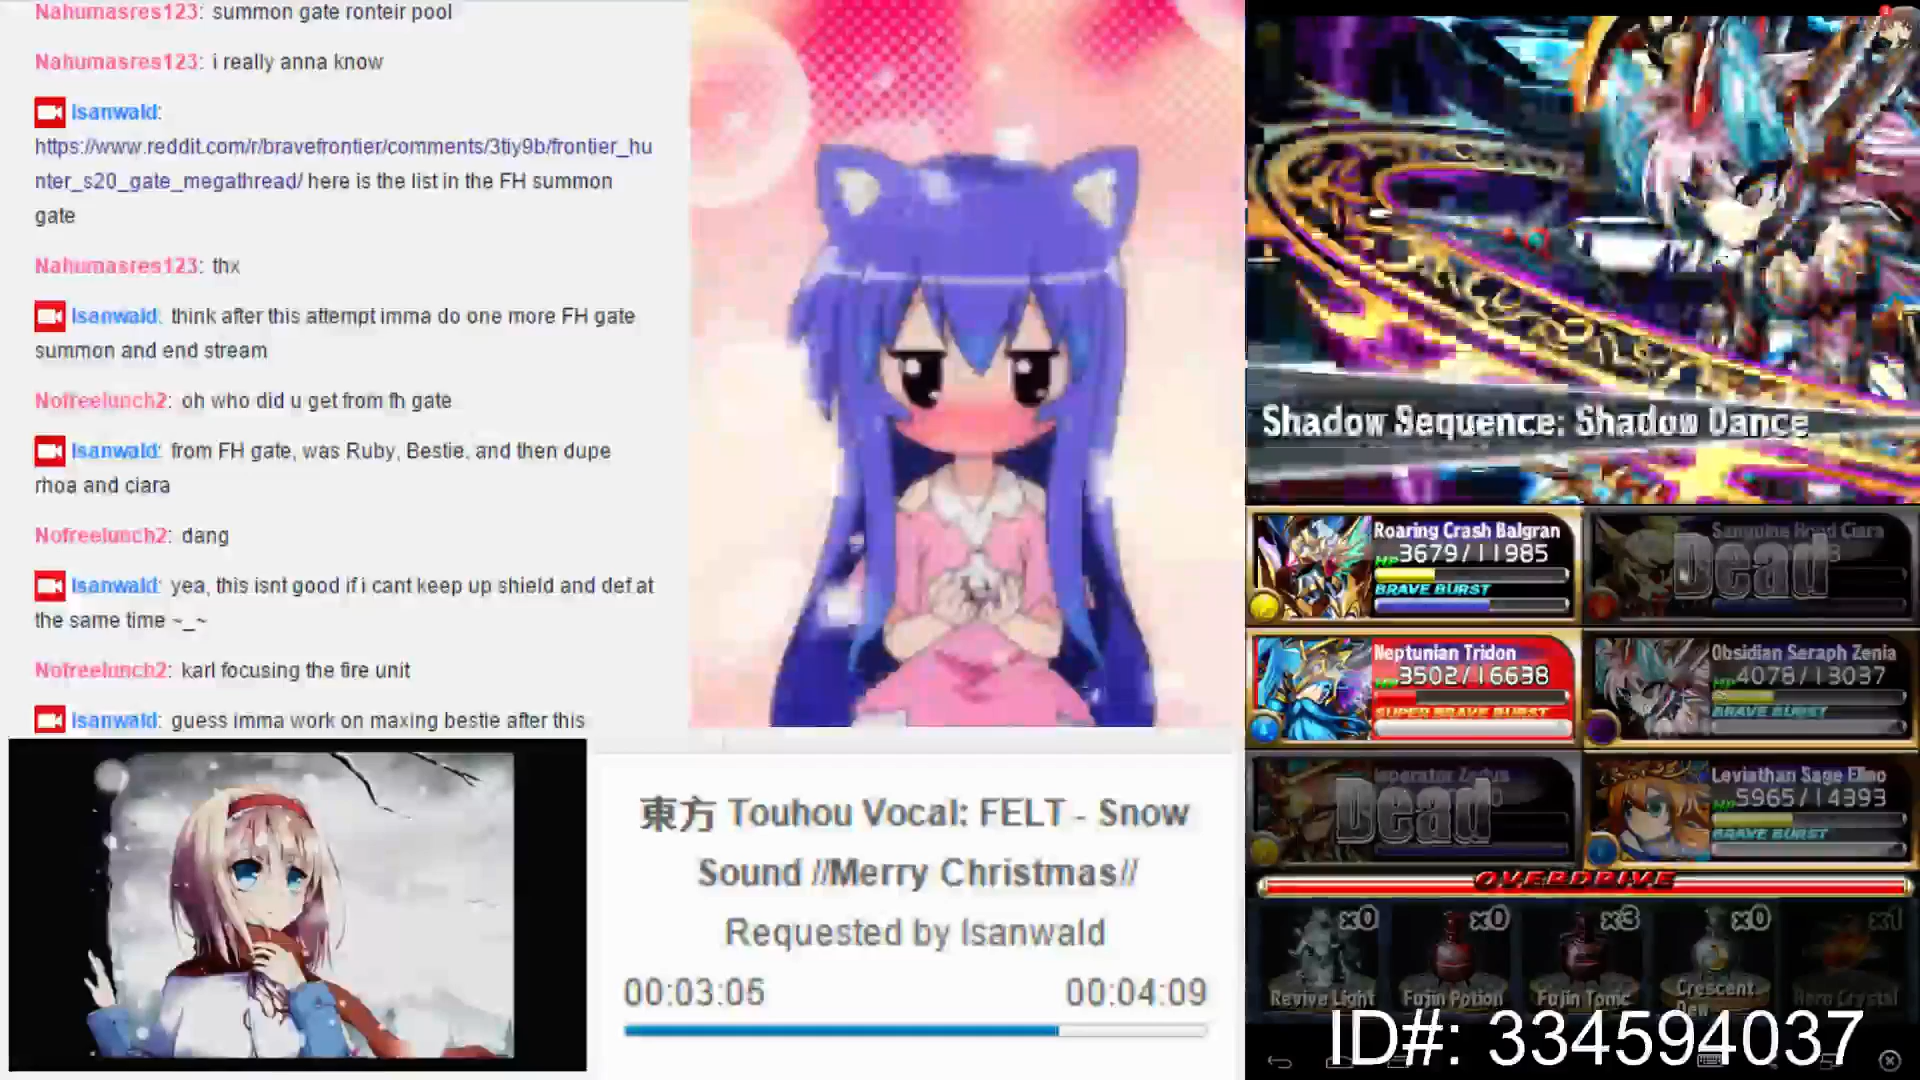 Nahumasres123: summon gate ronteir pool
Nahumasres123: i really anna know
Isanwald:
https://www.reddit.com/r/bravefrontier/comments/3tiy9b/frontier_hu
nter_s20_gate_megathread/ here is the list in the FH summon
gate
Nahumasres123: thx
Isanwald: think after this attempt imma do one more FH gate
summon and end stream
Nofreelunch2: oh who did u get from fh gate
Isanwald: from FH gate, was Ruby, Bestie, and then dupe
rhoa and ciara
Nofreelunch2: dang
Isanwald: yea, this isnt good if i cant keep up shield and def at
the same time ~_~
Nofreelunch2: karl focusing the fire unit
Isanwald: guess imma work on maxing bestie after this
東方 Touhou Vocal: FELT - Snow
Sound //Merry Christmas//
Requested by Isanwald
00:03:05 00:04:09
Shadow Sequence: Shadow Dance
Roaring Crash Balgran
HP 3679/11985
BRAVE BURST
Ciara
Dead
Neptunian Tridon
HP 3502/16638
SUPER BRAVE BURST
Obsidian Seraph Zenia
HP 4078/13037
BRAVE BURST
Dead
Leviathan Sage Elmo
HP 5965/14393
BRAVE BURST
OVERDRIVE
x0 x0 x3 x0 x1
Revive Light Fujin Potion Fujin Tonic Crescent Dew Hero Crystal
ID#: 334594037